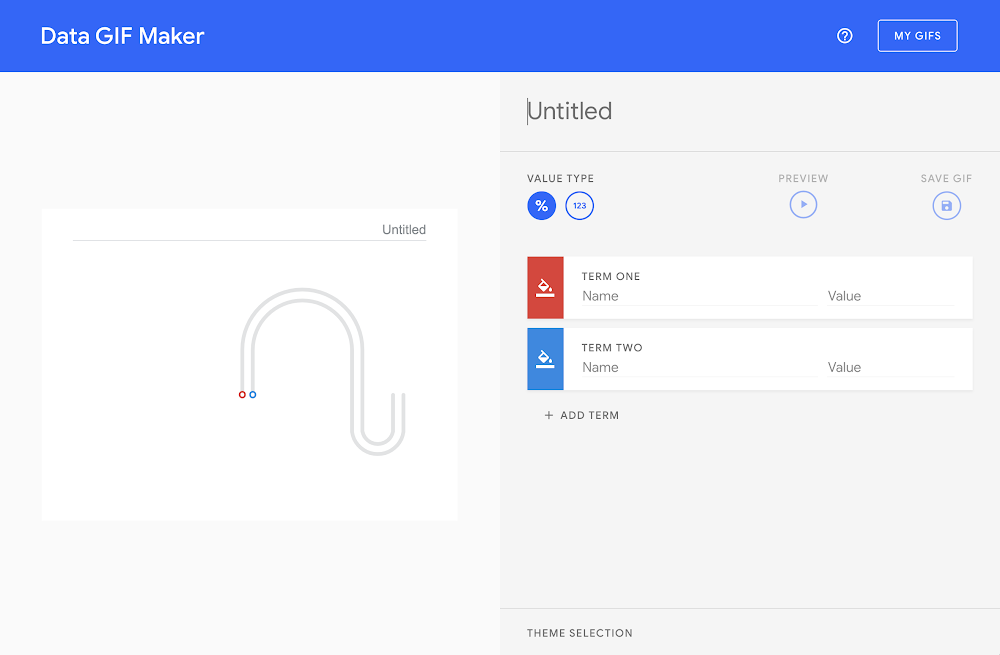 Data GIF Maker
MY GIFS
Untitled
Untitled
VALUE TYPE
PREVIEW
SAVE GIF
%
123
TERM ONE
Name
Value
TERM TWO
Name
Value
+ ADD TERM
THEME SELECTION